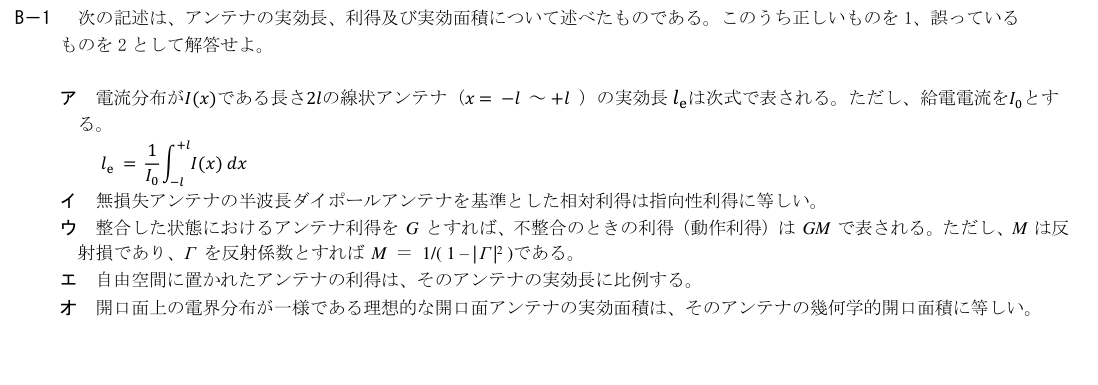 B－1　次の記述は、アンテナの実効長、利得及び実効面積について述べたものである。このうち正しいものを 1、誤っている
ものを 2 として解答せよ。
ア　電流分布がI(x)である長さ2lの線状アンテナ（x = －l ～ +l ）の実効長 lₑは次式で表される。ただし、給電電流をI₀とす
る。
lₑ = 1/I₀ ∫₋ₗ⁺ˡ I(x) dx
イ　無損失アンテナの半波長ダイポールアンテナを基準とした相対利得は指向性利得に等しい。
ウ　整合した状態におけるアンテナ利得を G とすれば、不整合のときの利得（動作利得）は GM で表される。ただし、M は反
射損であり、Γ を反射係数とすれば M ＝ 1/( 1－|Γ|² )である。
エ　自由空間に置かれたアンテナの利得は、そのアンテナの実効長に比例する。
オ　開口面上の電界分布が一様である理想的な開口面アンテナの実効面積は、そのアンテナの幾何学的開口面積に等しい。